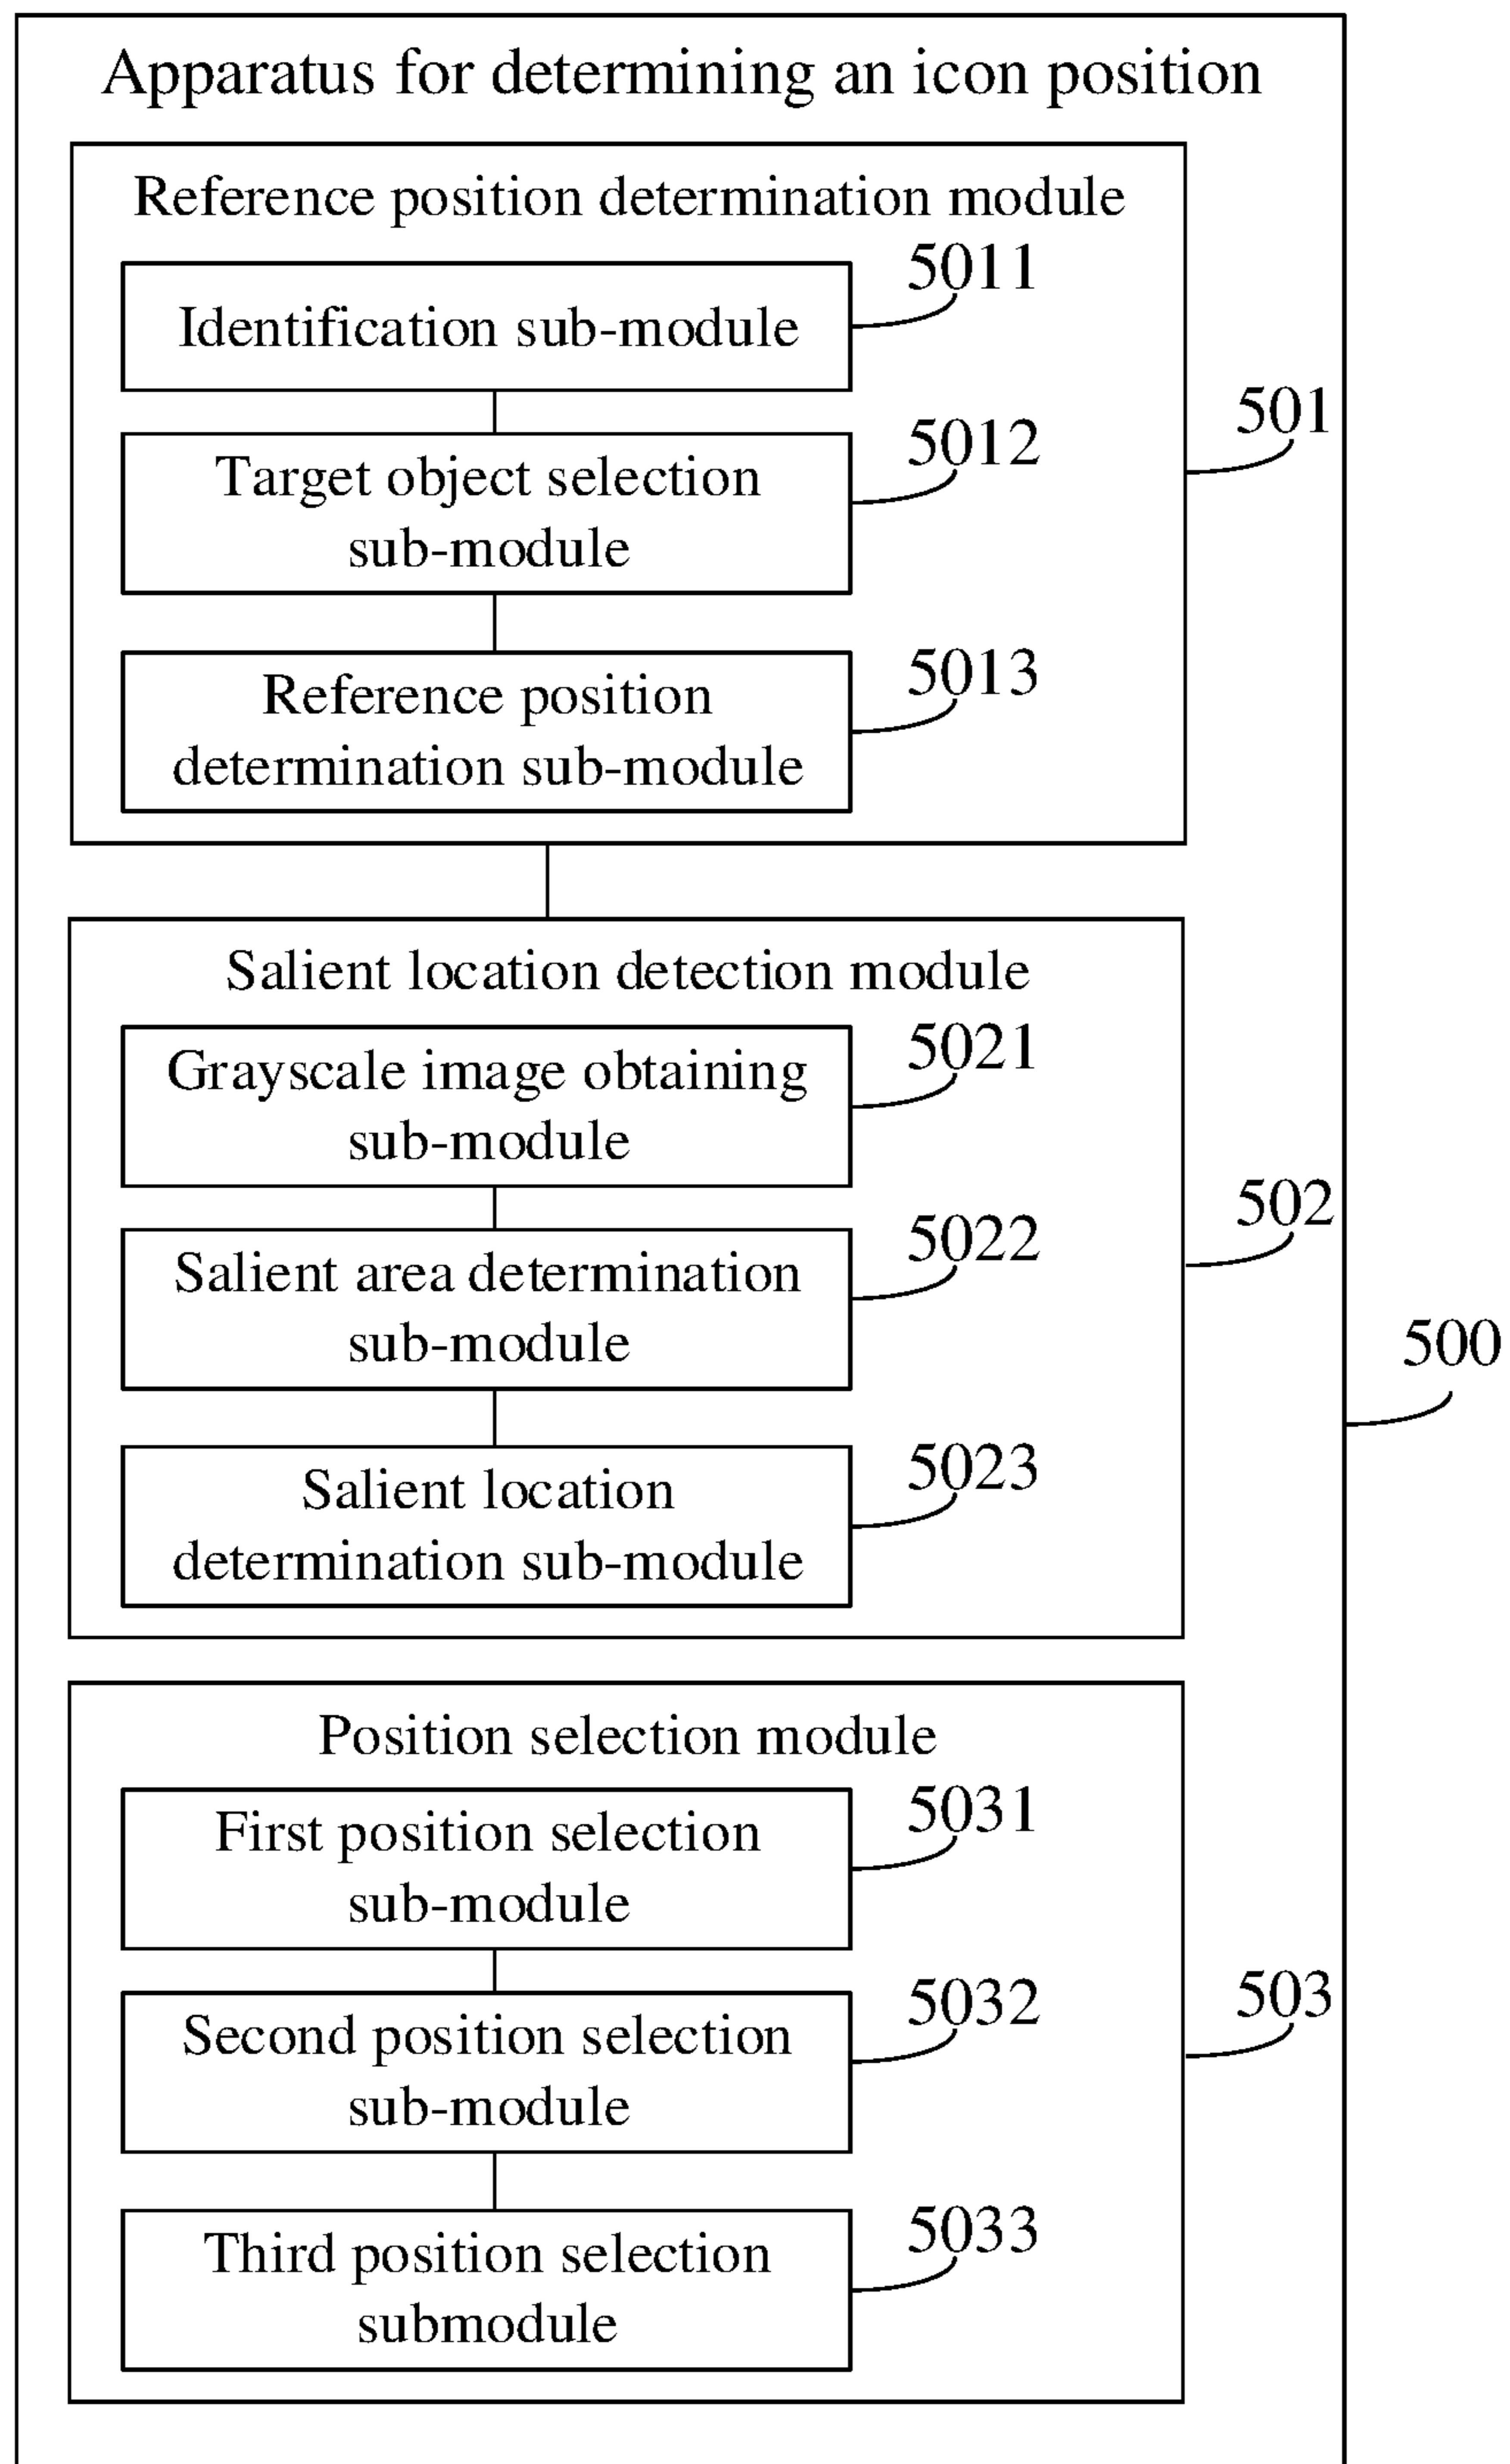 Apparatus for determining an icon position
Reference position determination module
5011
Identification sub-module
501
5012
Target object selection
sub-module
5013
Reference position
determination sub-module
Salient location detection module
5021
Grayscale image obtaining
sub-module
502
5022
Salient area determination
sub-module
500
5023
Salient location
determination sub-module
Position selection module
5031
First position selection
sub-module
5032
503
Second position selection
sub-module
5033
Third position selection
submodule